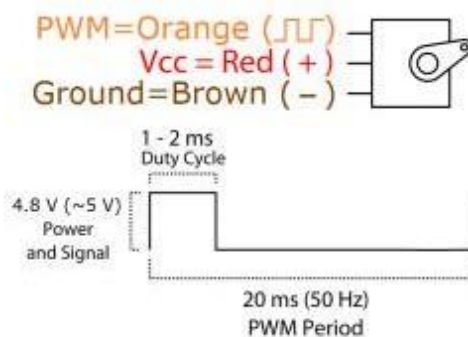 PWM=Orange (⎍⎍)
Vcc = Red (+)
Ground=Brown (−)
1 - 2 ms
Duty Cycle
4.8 V (~5 V)
Power
and Signal
20 ms (50 Hz)
PWM Period